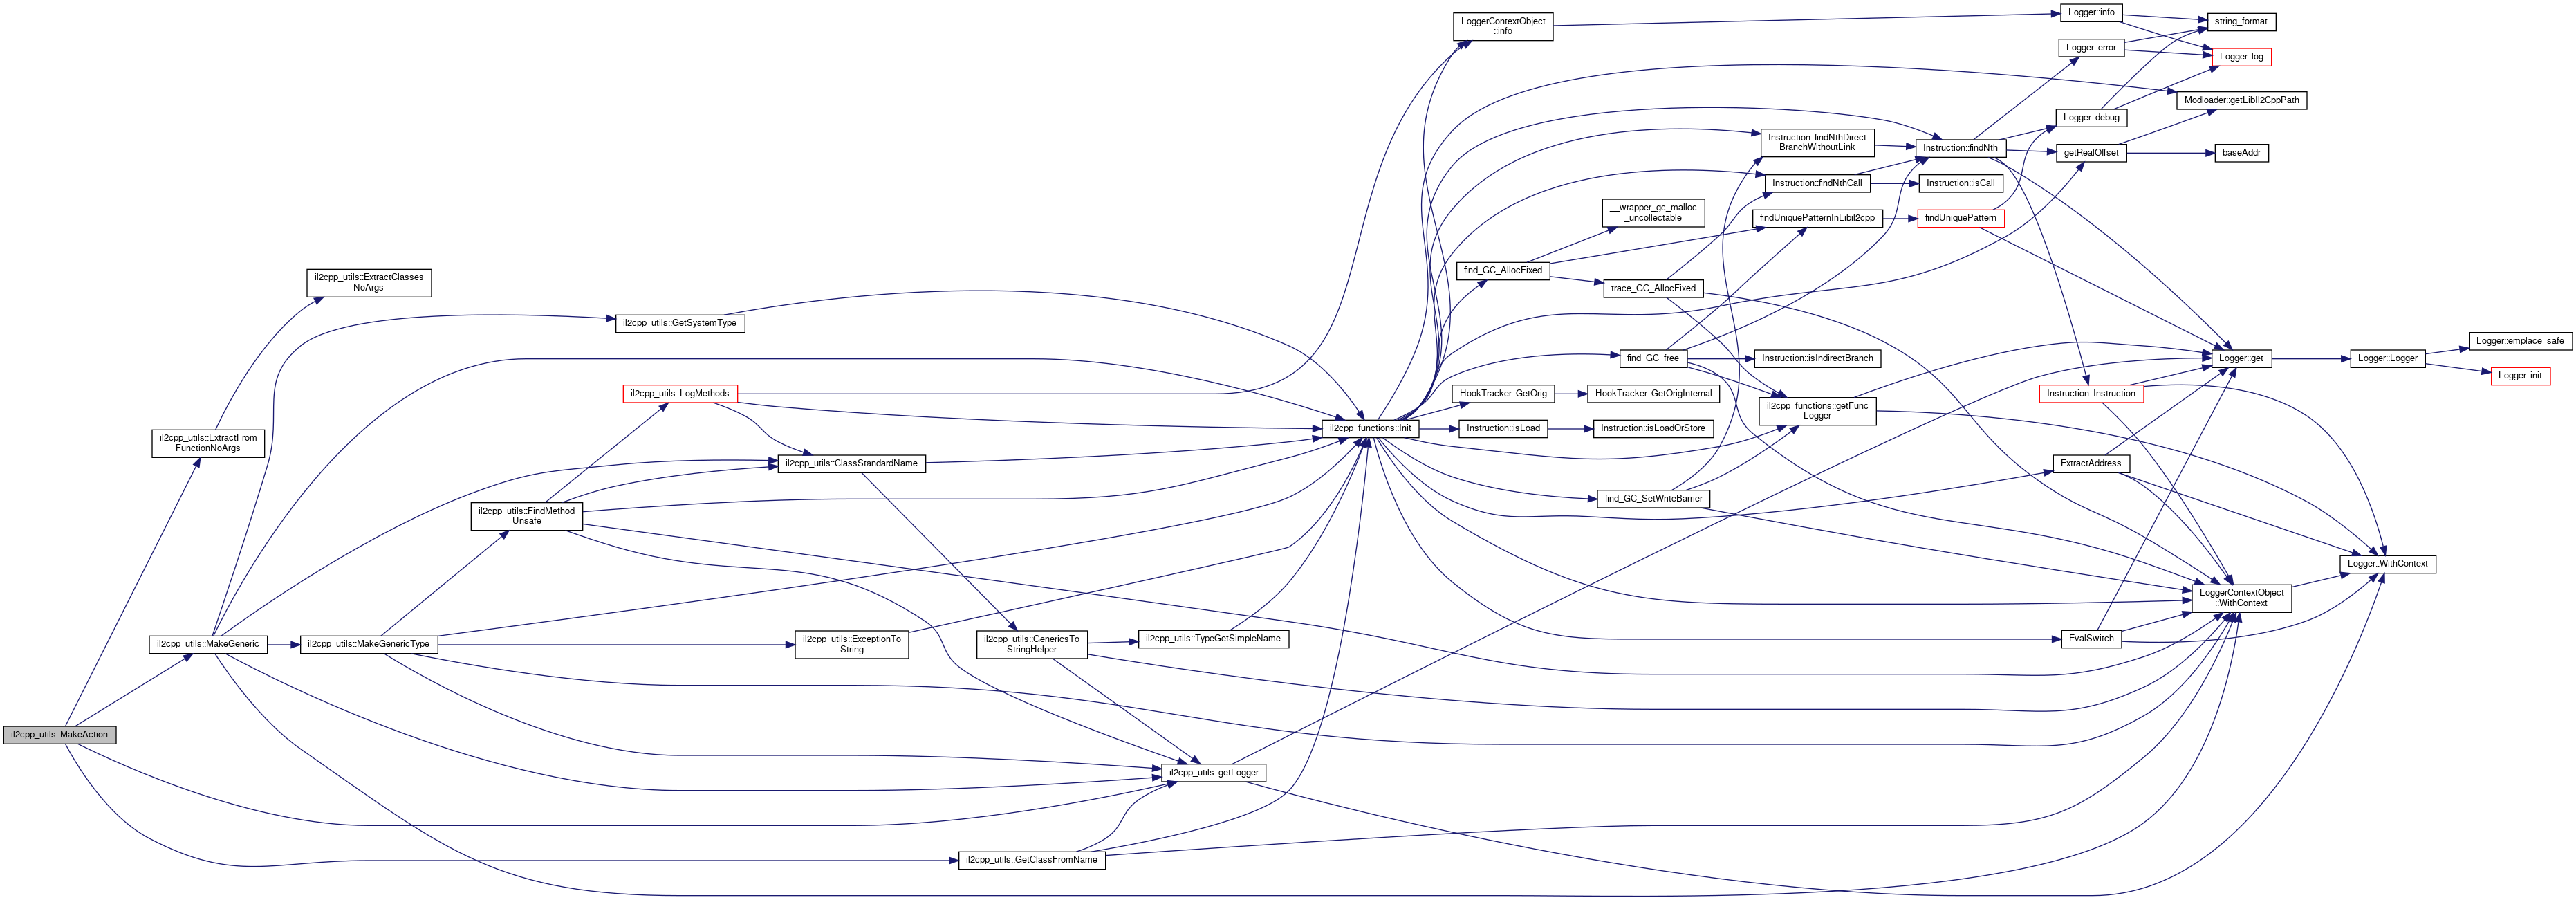 il2cpp_utils::MakeAction
il2cpp_utils::ExtractFrom
FunctionNoArgs
il2cpp_utils::MakeGeneric
il2cpp_utils::ExtractClasses
NoArgs
il2cpp_utils::MakeGenericType
il2cpp_utils::FindMethod
Unsafe
il2cpp_utils::GetSystemType
il2cpp_utils::LogMethods
il2cpp_utils::ClassStandardName
il2cpp_utils::ExceptionTo
String
il2cpp_utils::GenericsTo
StringHelper
il2cpp_utils::GetClassFromName
il2cpp_utils::TypeGetSimpleName
il2cpp_utils::getLogger
il2cpp_functions::Init
LoggerContextObject
::info
find_GC_AllocFixed
HookTracker::GetOrig
Instruction::isLoad
__wrapper_gc_malloc
_uncollectable
trace_GC_AllocFixed
find_GC_free
HookTracker::GetOrigInternal
Instruction::isLoadOrStore
find_GC_SetWriteBarrier
Instruction::findNthDirect
BranchWithoutLink
Instruction::findNthCall
findUniquePatternInLibil2cpp
Instruction::isIndirectBranch
il2cpp_functions::getFunc
Logger
Instruction::findNth
Instruction::isCall
findUniquePattern
Logger::info
Logger::error
Logger::debug
getRealOffset
Instruction::Instruction
ExtractAddress
EvalSwitch
string_format
Logger::log
Modloader::getLibIl2CppPath
baseAddr
Logger::get
LoggerContextObject
::WithContext
Logger::Logger
Logger::WithContext
Logger::emplace_safe
Logger::init